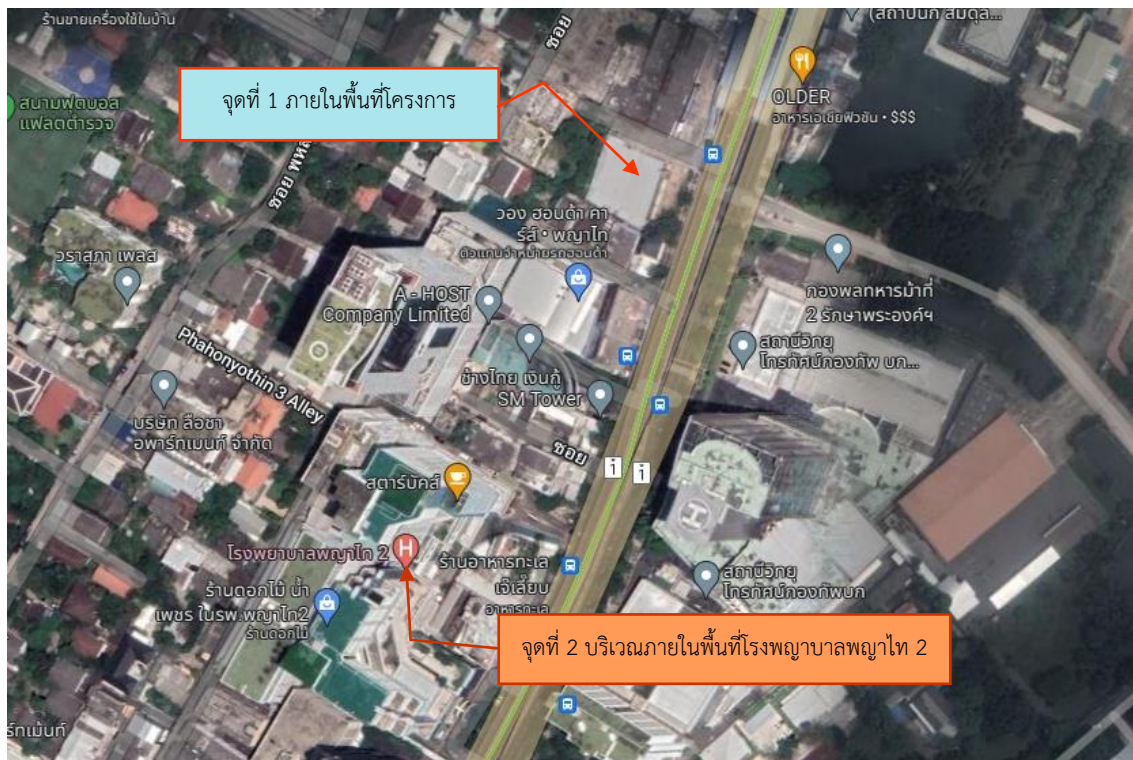 ร้านขายเครื่องใช้ในบ้าน
ซอย
(สถาปนิก สมดุล...
จุดที่ 1 ภายในพื้นที่โครงการ
OLDER
อาหารเอเชียฟิวชัน • $$$
สนามฟุตบอล
แฟลตตำรวจ
ซอย พหล
วอง ฮอนด้า คา
ร์ส์ • พญาไท
ตัวแทนจำหน่ายรถฮอนด้า
วราสุภา เพลส
กองพลทหารม้าที่
2 รักษาพระองค์ฯ
A - HOST
Company Limited
สถานีวิทยุ
โทรทัศน์กองทัพ บก...
Phahonyothin 3 Alley
ช่างไทย เงินกู้
SM Tower
บริษัท ลือชา
อพาร์ทเมนท์ จำกัด
ซอย
สตาร์บัคส์
โรงพยาบาลพญาไท 2
ร้านอาหารทะเล
เจ๊เสี่ยบ
อาหารทะเล
สถานีวิทยุ
โทรทัศน์กองทัพบก
ร้านดอกไม้ น้ำ
เพชร ในรพ.พญาไท2
ร้านดอกไม้
จุดที่ 2 บริเวณภายในพื้นที่โรงพญาบาลพญาไท 2
ร์ทเม้นท์